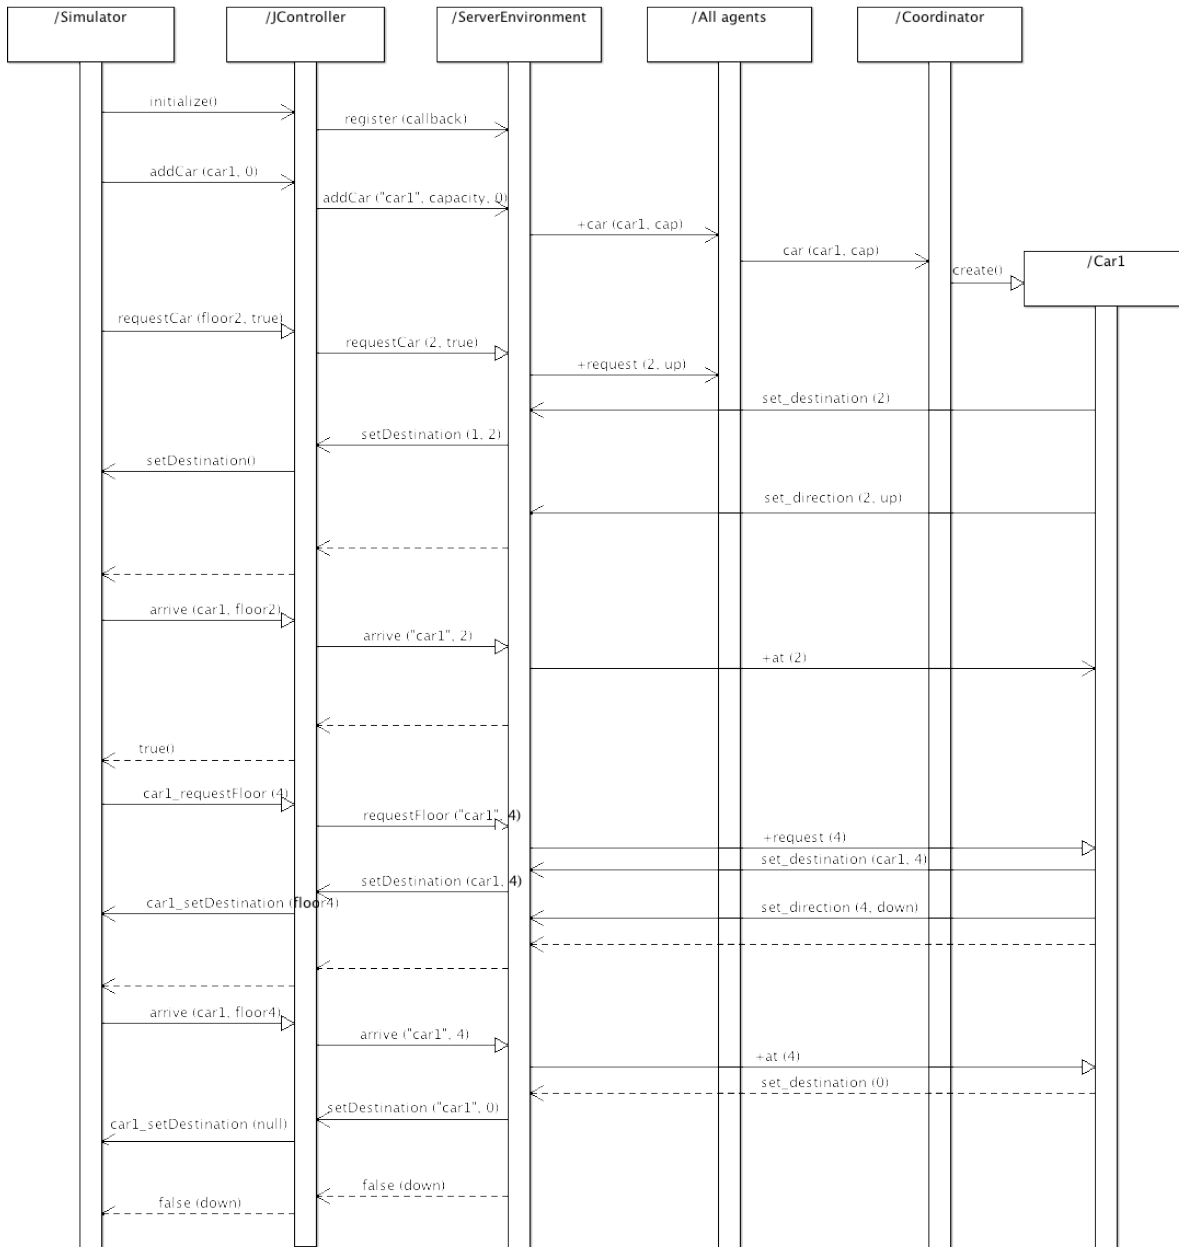 /Simulator
/JController
/ServerEnvironment
/All agents
/Coordinator
initialize()
register (callback)
addCar (car1, 0)
addCar ("car1", capacity, 0)
+car (car1, cap)
car (car1, cap)
/Car1
create()
requestCar (floor2, true)
requestCar (2, true)
+request (2, up)
set_destination (2)
setDestination (1, 2)
setDestination()
set_direction (2, up)
arrive (car1, floor2)
arrive ("car1", 2)
+at (2)
true()
car1_requestFloor (4)
requestFloor ("car1", 4)
+request (4)
set_destination (car1, 4)
setDestination (car1, 4)
car1_setDestination (floor4)
set_direction (4, down)
arrive (car1, floor4)
arrive ("car1", 4)
+at (4)
set_destination (0)
setDestination ("car1", 0)
car1_setDestination (null)
false (down)
false (down)